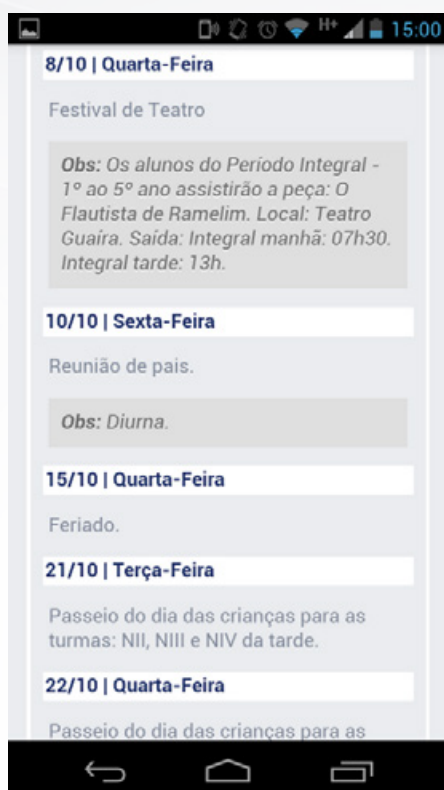 H+ 15:00
8/10 | Quarta-Feira
Festival de Teatro
Obs: Os alunos do Período Integral -
1º ao 5º ano assistirão a peça: O
Flautista de Ramelim. Local: Teatro
Guaíra. Saída: Integral manhã: 07h30.
Integral tarde: 13h.
10/10 | Sexta-Feira
Reunião de pais.
Obs: Diurna.
15/10 | Quarta-Feira
Feriado.
21/10 | Terça-Feira
Passeio do dia das crianças para as
turmas: NII, NIII e NIV da tarde.
22/10 | Quarta-Feira
Passeio do dia das crianças para as